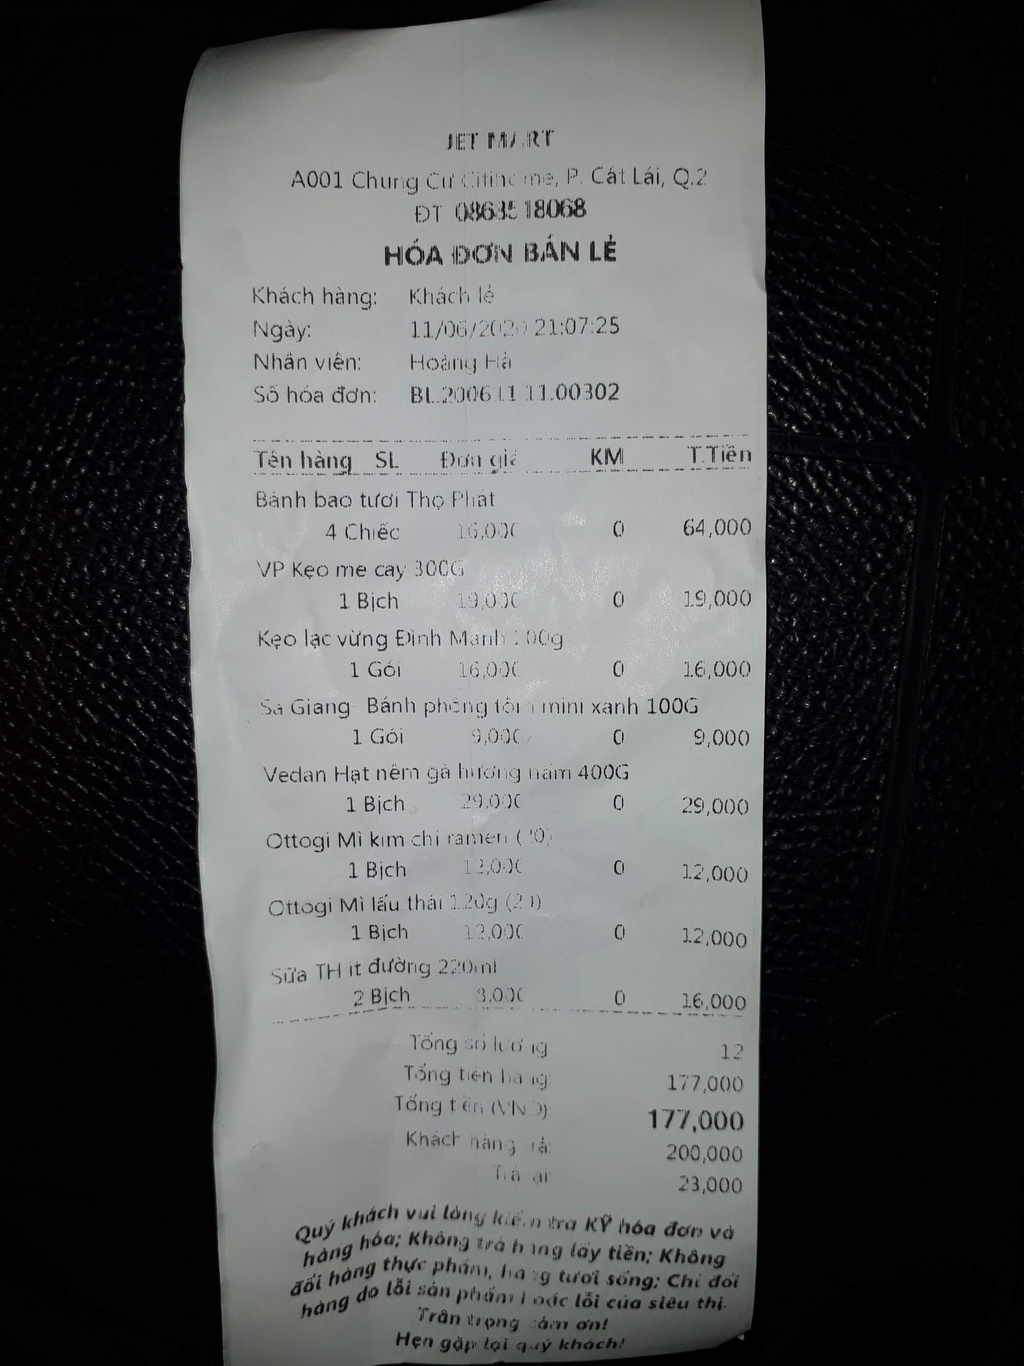 JET MART
A001 Chung Cư Citihome, P. Cát Lái, Q.2
ĐT
HÓA ĐƠN BÁN LẺ
Khách hàng: Khách lẻ
Ngày: 11/06/2020 21:07:25
Nhân viên: Hoàng Hà
Số hóa đơn: BL.200611.11.00302
Tên hàng SL Đơn giá KM T.Tiền
Bánh bao tươi Thọ Phát
4 Chiếc 16,000 0 64,000
VP Kẹo me cay 300G
1 Bịch 19,000 0 19,000
Kẹo lạc vừng Đình Mạnh
1 Gói 16,000 0 16,000
Sa Giang Bánh phồng tôm mini xanh 100G
1 Gói 9,000 0 9,000
Vedan Hạt nêm gà hương nấm 400G
1 Bịch 29,000 0 29,000
Ottogi Mì kim chi ramen
1 Bịch 12,000 0 12,000
Ottogi Mì lẩu thái 120g
1 Bịch 12,000 0 12,000
Sữa TH ít đường 220ml
2 Bịch 8,000 0 16,000
Tổng số lượng: 12
Tổng tiền hàng: 177,000
Tổng tiền (VND): 177,000
Khách hàng trả: 200,000
Trả lại: 23,000
Quý khách vui lòng kiểm tra KỸ hóa đơn và
hàng hóa; Không trả hàng lấy tiền; Không
đổi hàng thực phẩm, hàng tươi sống; Chỉ đổi
hàng do lỗi sản phẩm hoặc lỗi của siêu thị.
Trân trọng cảm ơn!
Hẹn gặp lại quý khách!